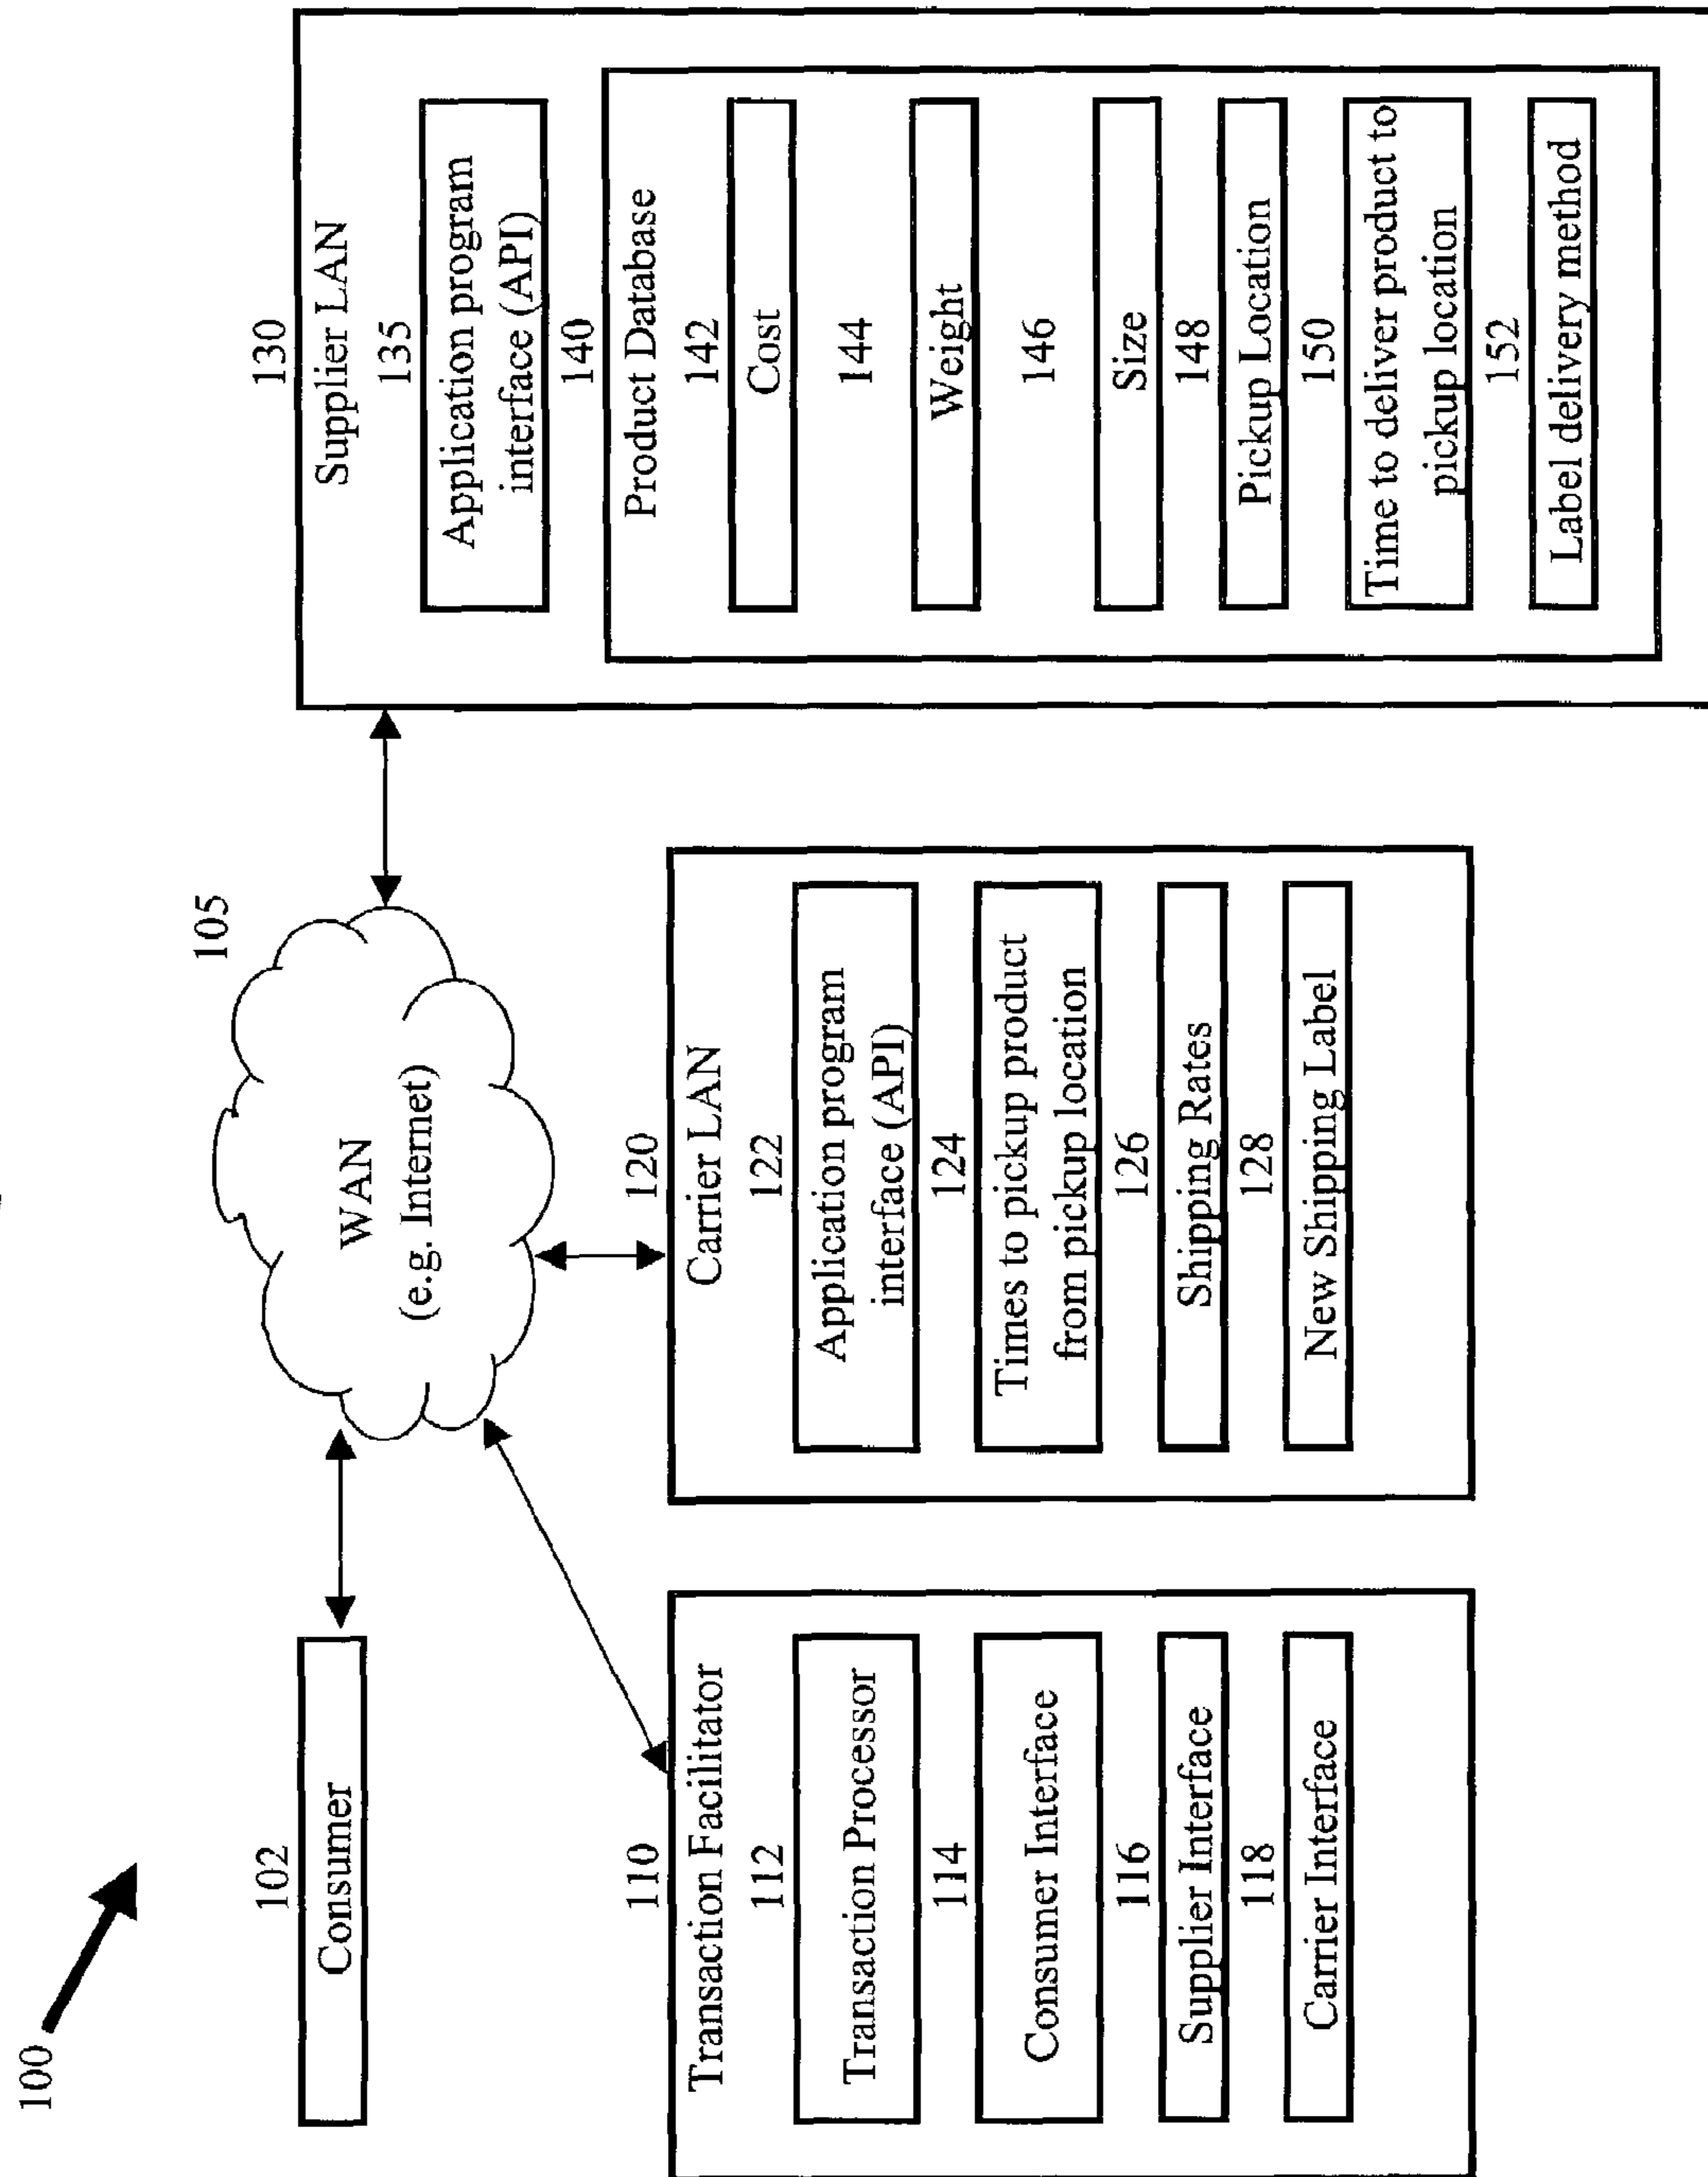 100
102
Consumer
105
WAN
(e.g. Internet)
110
Transaction Facilitator
112
Transaction Processor
114
Consumer Interface
116
Supplier Interface
118
Carrier Interface
120
Carrier LAN
122
Application program
interface (API)
124
Times to pickup product
from pickup location
126
Shipping Rates
128
New Shipping Label
130
Supplier LAN
135
Application program
interface (API)
140
Product Database
142
Cost
144
Weight
146
Size
148
Pickup Location
150
Time to deliver product to
pickup location
152
Label delivery method